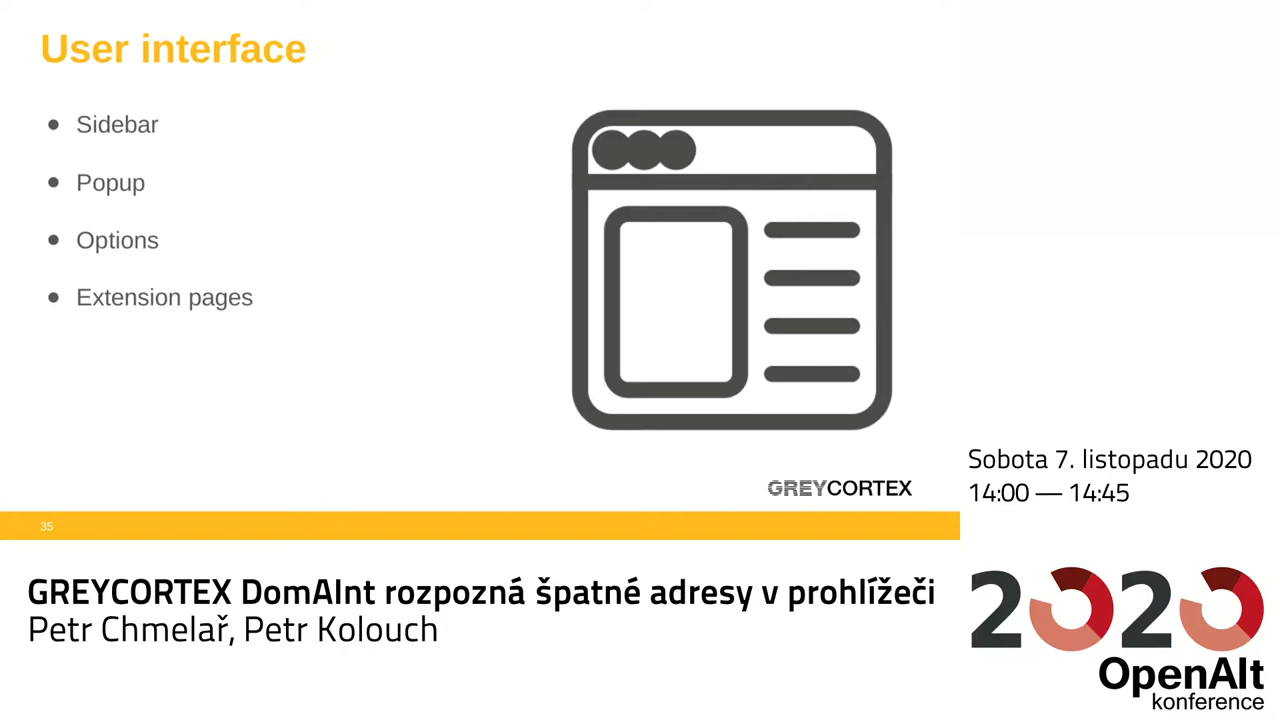 User interface
Sidebar
Popup
Options
Extension pages
GREYCORTEX
35
Sobota 7. listopadu 2020
14:00 — 14:45
GREYCORTEX DomAInt rozpozná špatné adresy v prohlížeči
Petr Chmelař, Petr Kolouch
2020
OpenAlt
konference